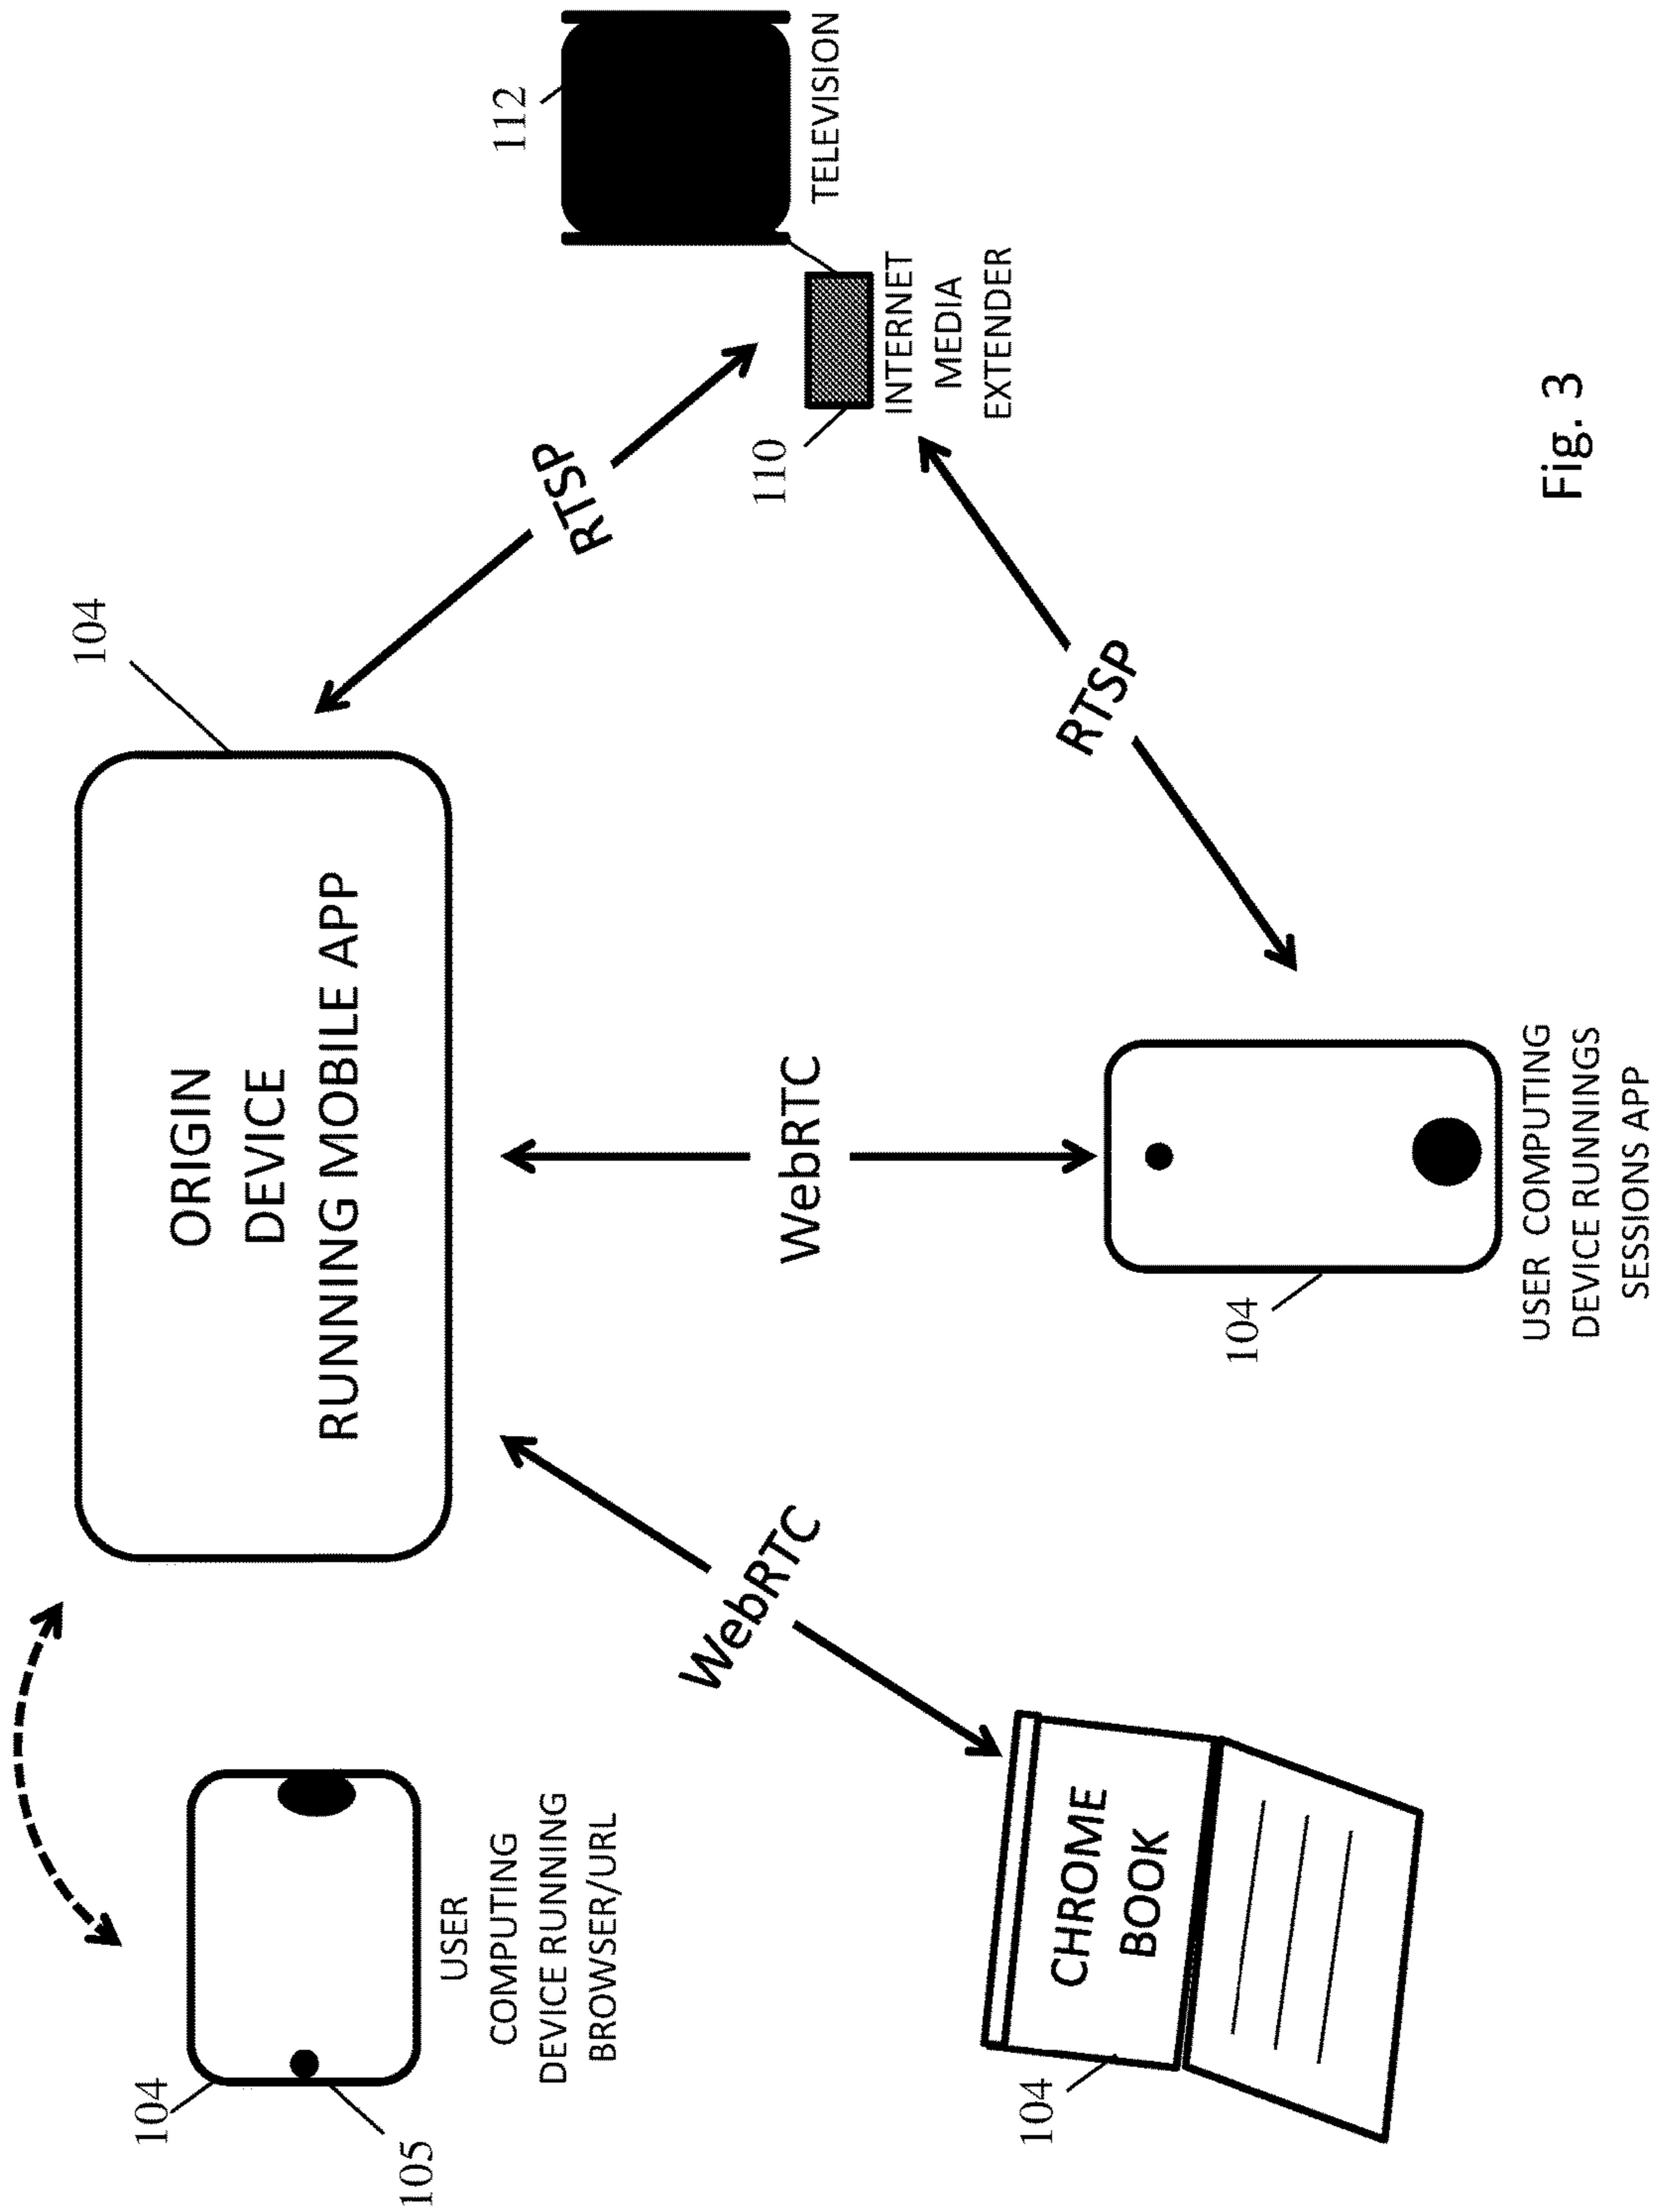 104
105
USER
COMPUTING
DEVICE RUNNING
BROWSER/URL
ORIGIN
DEVICE
RUNNING MOBILE APP
104
RTSP
112
TELEVISION
110
INTERNET
MEDIA
EXTENDER
WebRTC
WebRTC
RTSP
104
CHROME
BOOK
104
USER COMPUTING
DEVICE RUNNINGS
SESSIONS APP
Fig. 3